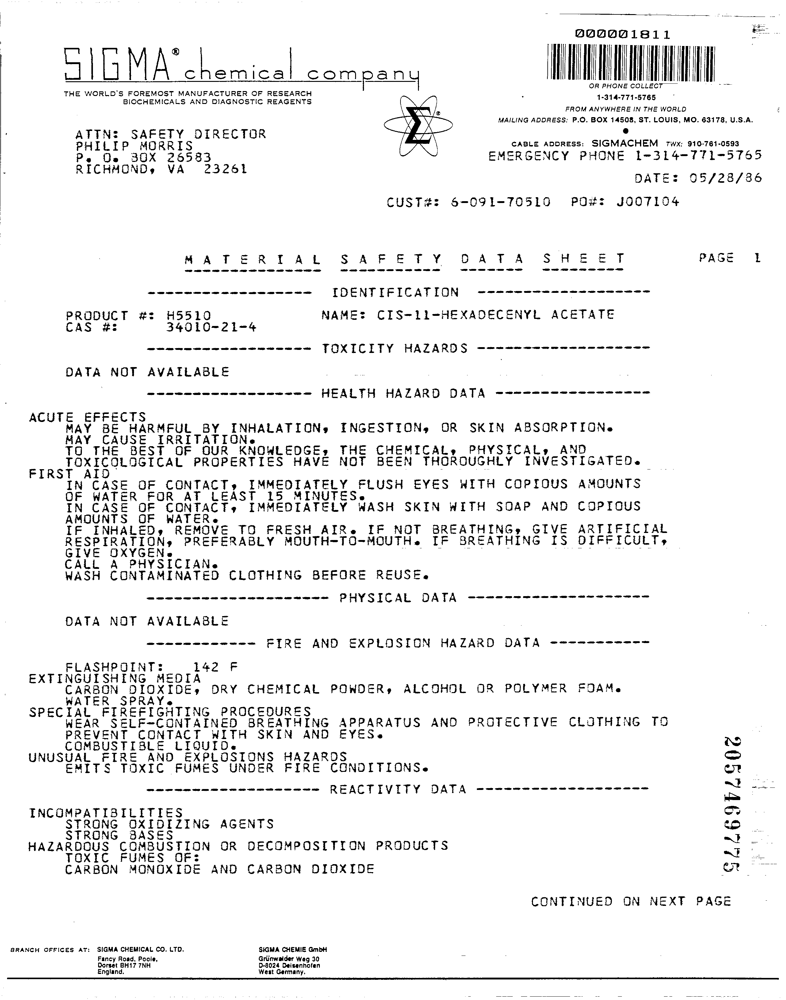 000001811
SIGMA® chemical company
OR PHONE COLLECT
THE WORLD'S FOREMOST MANUFACTURER OF RESEARCH
1-314-771-5765
BIOCHEMICALS AND DIAGNOSTIC REAGENTS
FROM ANYWHERE IN THE WORLD
MAILING ADDRESS: P.O. BOX 14508, ST. LOUIS, MO. 63178, U.S.A.
Σ®
ATTN: SAFETY DIRECTOR
PHILIP MORRIS
P. O. BOX 26583
RICHMOND, VA 23261
CABLE ADDRESS: SIGMACHEM TWX: 910-761-0593
EMERGENCY PHONE 1-314-771-5765
DATE: 05/28/86
CUST#: 6-091-70510 PO#: J007104
MATERIAL SAFETY DATA SHEET PAGE 1
------------------ IDENTIFICATION -------------------
PRODUCT #: H5510 NAME: CIS-11-HEXADECENYL ACETATE
CAS #: 34010-21-4
------------------ TOXICITY HAZARDS -------------------
DATA NOT AVAILABLE
------------------ HEALTH HAZARD DATA -----------------
ACUTE EFFECTS
MAY BE HARMFUL BY INHALATION, INGESTION, OR SKIN ABSORPTION.
MAY CAUSE IRRITATION.
TO THE BEST OF OUR KNOWLEDGE, THE CHEMICAL, PHYSICAL, AND
TOXICOLOGICAL PROPERTIES HAVE NOT BEEN THOROUGHLY INVESTIGATED.
FIRST AID
IN CASE OF CONTACT, IMMEDIATELY FLUSH EYES WITH COPIOUS AMOUNTS
OF WATER FOR AT LEAST 15 MINUTES.
IN CASE OF CONTACT, IMMEDIATELY WASH SKIN WITH SOAP AND COPIOUS
AMOUNTS OF WATER.
IF INHALED, REMOVE TO FRESH AIR. IF NOT BREATHING, GIVE ARTIFICIAL
RESPIRATION, PREFERABLY MOUTH-TO-MOUTH. IF BREATHING IS DIFFICULT,
GIVE OXYGEN.
CALL A PHYSICIAN.
WASH CONTAMINATED CLOTHING BEFORE REUSE.
-------------------- PHYSICAL DATA --------------------
DATA NOT AVAILABLE
------------ FIRE AND EXPLOSION HAZARD DATA -----------
FLASHPOINT: 142 F
EXTINGUISHING MEDIA
CARBON DIOXIDE, DRY CHEMICAL POWDER, ALCOHOL OR POLYMER FOAM.
WATER SPRAY.
SPECIAL FIREFIGHTING PROCEDURES
WEAR SELF-CONTAINED BREATHING APPARATUS AND PROTECTIVE CLOTHING TO
PREVENT CONTACT WITH SKIN AND EYES.
COMBUSTIBLE LIQUID.
UNUSUAL FIRE AND EXPLOSIONS HAZARDS
EMITS TOXIC FUMES UNDER FIRE CONDITIONS.
------------------- REACTIVITY DATA -------------------
INCOMPATIBILITIES
STRONG OXIDIZING AGENTS
STRONG BASES
HAZARDOUS COMBUSTION OR DECOMPOSITION PRODUCTS
TOXIC FUMES OF:
CARBON MONOXIDE AND CARBON DIOXIDE
2057469775
CONTINUED ON NEXT PAGE
BRANCH OFFICES AT: SIGMA CHEMICAL CO. LTD.
Fancy Road, Poole,
Dorset BH17 7NH
England.
SIGMA CHEMIE GmbH
Grünwalder Weg 30
D-8024 Deisenhofen
West Germany.